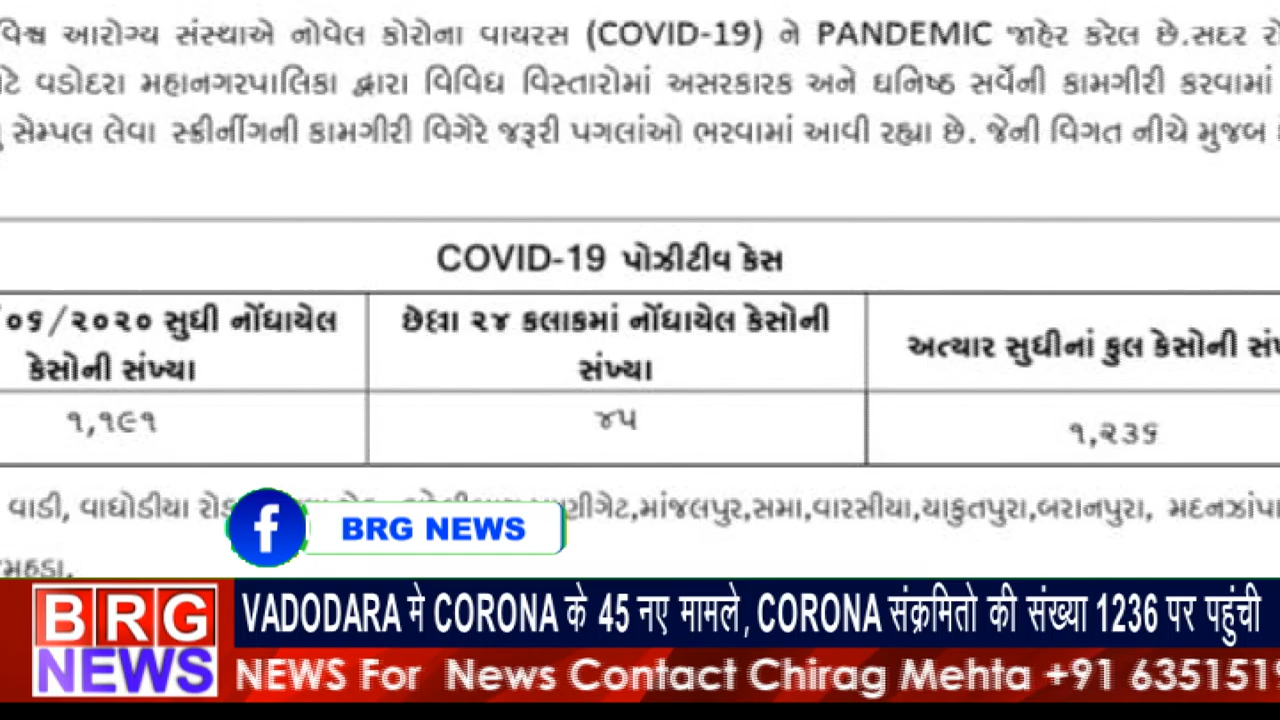 વિશ્વ આરોગ્ય સંસ્થાએ નોવેલ કોરોના વાયરસ (COVID-19) ને PANDEMIC જાહેર કરેલ છે.સદર
વડોદરા મહાનગરપાલિકા દ્વારા વિવિધ વિસ્તારોમાં અસરકારક અને ઘનિષ્ઠ સર્વેની કામગીરી કરવામાં
સેમ્પલ લેવા સ્ક્રીનીંગની કામગીરી વિગેરે જરૂરી પગલાંઓ ભરવામાં આવી રહ્યા છે. જેની વિગત નીચે મુજબ
COVID-19 પોઝીટીવ કેસ
/૦૬/૨૦૨૦ સુધી નોંધાયેલ
કેસોની સંખ્યા
છેલ્લા ૨૪ કલાકમાં નોંધાયેલ કેસોની
સંખ્યા
અત્યાર સુધીનાં કુલ કેસોની
૧,૧૯૧
૪૫
૧,૨૩૬
વાડી, વાઘોડીયા માંજલપુર,સમા,વારસીયા,યાકુતપુરા,બરાનપુરા,
f BRG NEWS
BRG
NEWS
VADODARA मे CORONA के 45 नए मामले, CORONA संक्रमितो की संख्या 1236 पर पहुंची
NEWS For News Contact Chirag Mehta +91 635151